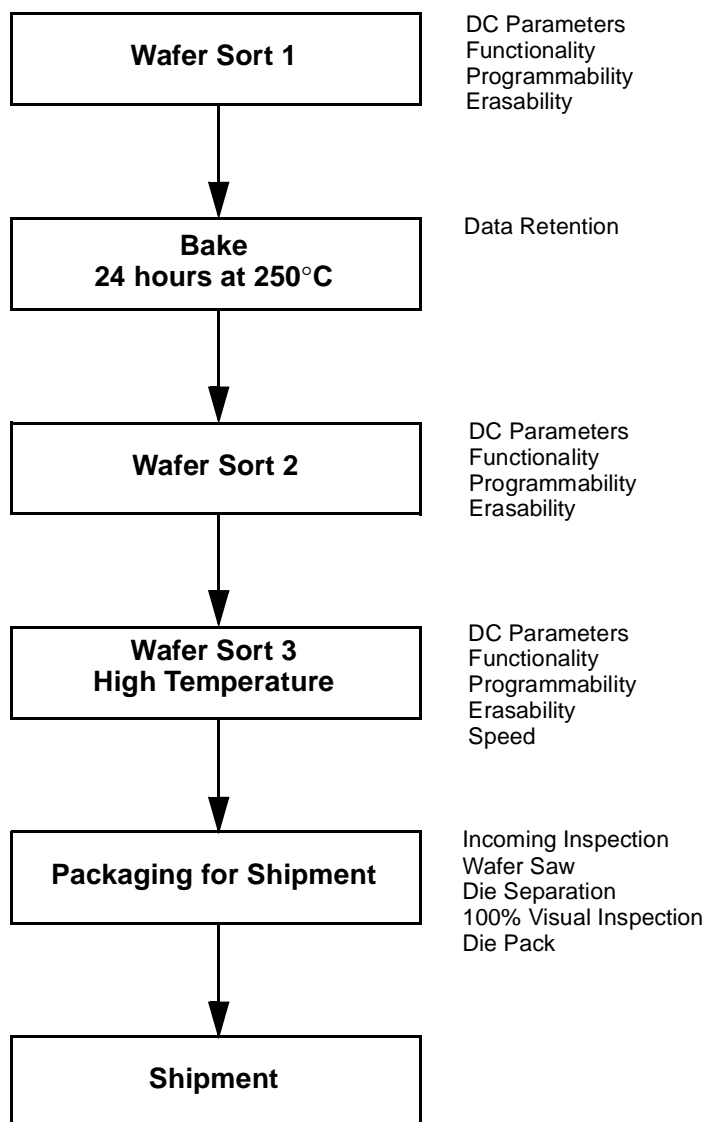 Wafer Sort 1
DC Parameters
Functionality
Programmability
Erasability
Bake
24 hours at 250°C
Data Retention
Wafer Sort 2
DC Parameters
Functionality
Programmability
Erasability
Wafer Sort 3
High Temperature
DC Parameters
Functionality
Programmability
Erasability
Speed
Packaging for Shipment
Incoming Inspection
Wafer Saw
Die Separation
100% Visual Inspection
Die Pack
Shipment